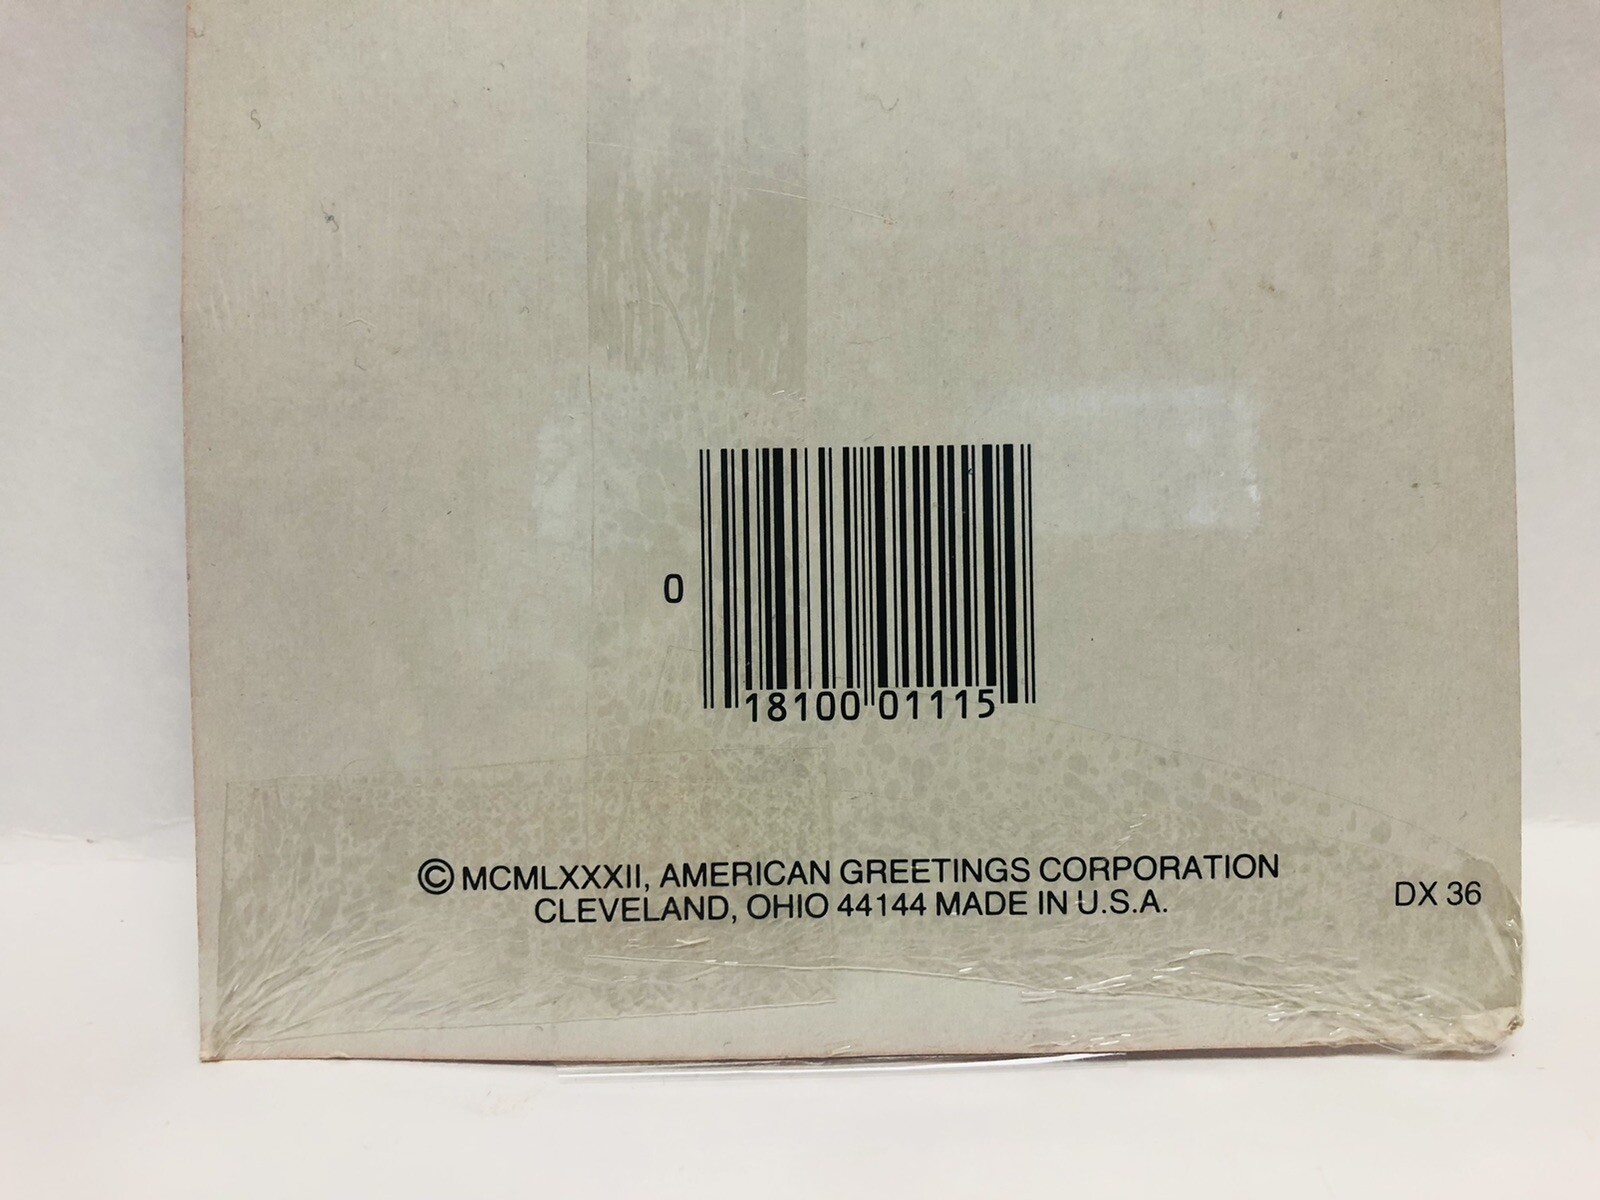 0
18100 01115
© MCMLXXXII, AMERICAN GREETINGS CORPORATION
CLEVELAND, OHIO 44144 MADE IN U.S.A.
DX 36